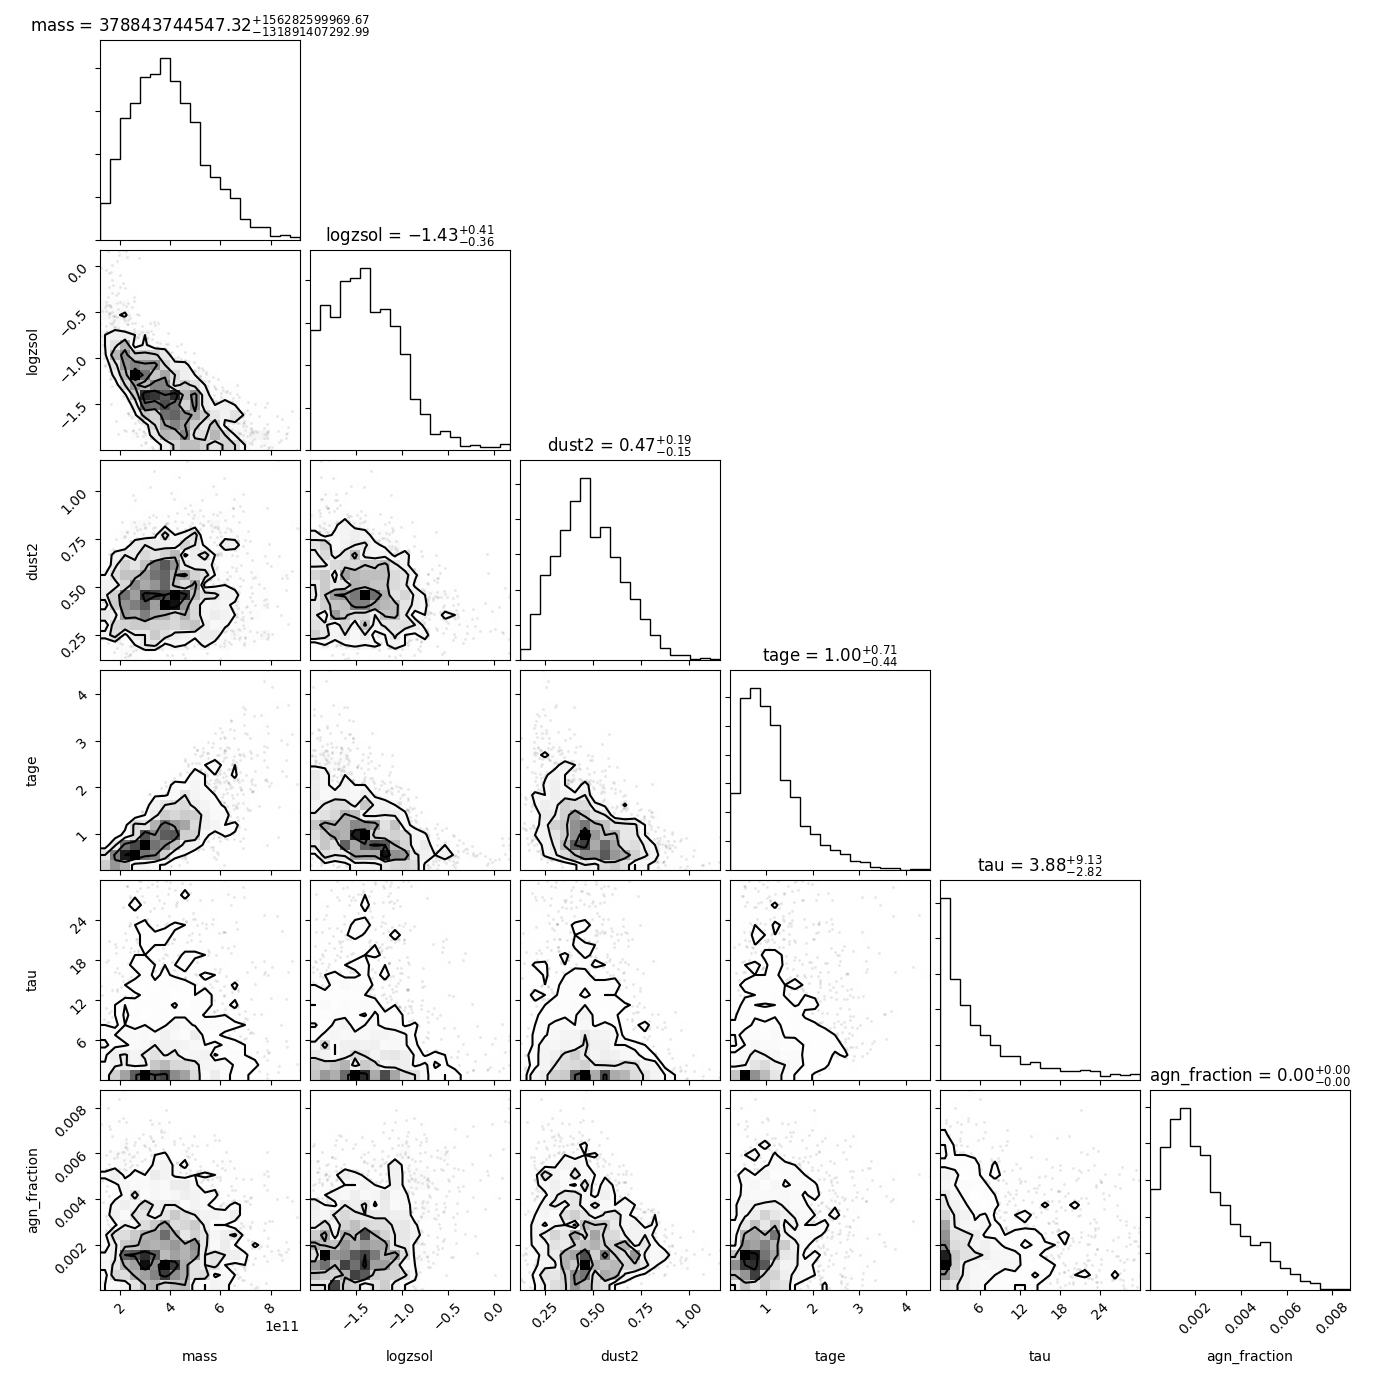 mass = 378843744547.32+156282599969.67−131891407292.99
logzsol = −1.43+0.41−0.36
0.0
−0.5
−1.0
−1.5
logzsol
dust2 = 0.47+0.19−0.15
1.00
0.75
0.50
0.25
dust2
tage = 1.00+0.71−0.44
4
3
2
1
tage
tau = 3.88+9.13−2.82
24
18
12
6
tau
agn_fraction = 0.00+0.00−0.00
0.008
0.006
0.004
0.002
agn_fraction
2 4 6 8 −1.5 −1.0 −0.5 0.0 0.25 0.50 0.75 1.00 1 2 3 4 6 12 18 24 0.002 0.004 0.006 0.008
1e11
mass logzsol dust2 tage tau agn_fraction